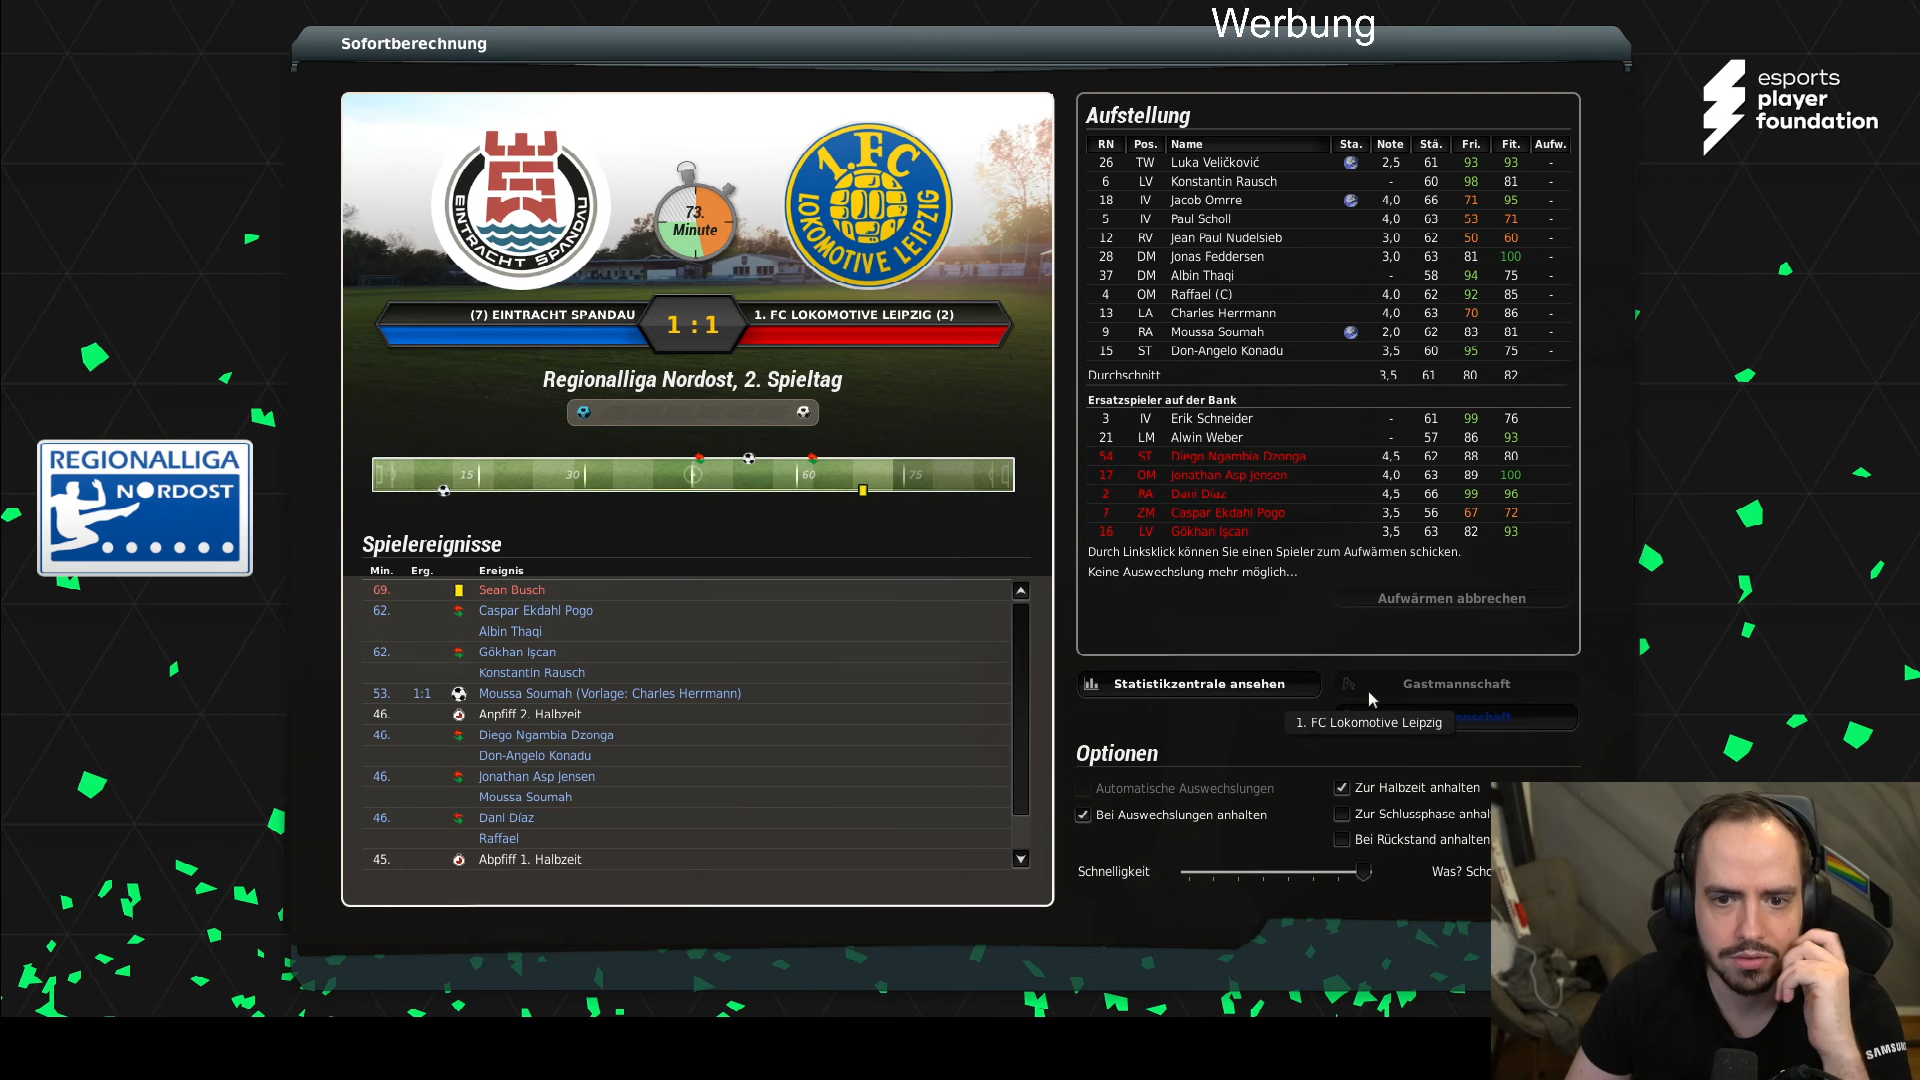 Werbung
Sofortberechnung
esports
player
foundation
EINTRACHT SPANDAU
1. FC
LOKOMOTIVE LEIPZIG
73.
Minute
(7) EINTRACHT SPANDAU
1 : 1
1. FC LOKOMOTIVE LEIPZIG (2)
Regionalliga Nordost, 2. Spieltag
15 30 60 75
REGIONALLIGA
NORDOST
Spielereignisse
Min. Erg. Ereignis
69. Sean Busch
62. Caspar Ekdahl Pogo
Albin Thaqi
62. Gökhan Işcan
Konstantin Rausch
53. 1:1 Moussa Soumah (Vorlage: Charles Herrmann)
46. Anpfiff 2. Halbzeit
46. Diego Ngambia Dzonga
Don-Angelo Konadu
46. Jonathan Asp Jensen
Moussa Soumah
46. Dani Díaz
Raffael
45. Abpfiff 1. Halbzeit
Aufstellung
RN Pos. Name Sta. Note Stä. Fri. Fit. Aufw.
26 TW Luka Veličković 2,5 61 93 93 -
6 LV Konstantin Rausch - 60 98 81 -
18 IV Jacob Omrre 4,0 66 71 95 -
5 IV Paul Scholl 4,0 63 53 71 -
12 RV Jean Paul Nudelsieb 3,0 62 50 60 -
28 DM Jonas Feddersen 3,0 63 81 100 -
37 DM Albin Thaqi - 58 94 75 -
4 OM Raffael (C) 4,0 62 92 85 -
13 LA Charles Herrmann 4,0 63 70 86 -
9 RA Moussa Soumah 2,0 62 83 81 -
15 ST Don-Angelo Konadu 3,5 60 95 75 -
Durchschnitt 3,5 61 80 82
Ersatzspieler auf der Bank
3 IV Erik Schneider - 61 99 76
21 LM Alwin Weber - 57 86 93
54 ST Diego Ngambia Dzonga 4,5 62 88 80
17 OM Jonathan Asp Jensen 4,0 63 89 100
2 RA Dani Díaz 4,5 66 99 96
7 ZM Caspar Ekdahl Pogo 3,5 56 67 72
16 LV Gökhan Işcan 3,5 63 82 93
Durch Linksklick können Sie einen Spieler zum Aufwärmen schicken.
Keine Auswechslung mehr möglich...
Aufwärmen abbrechen
Statistikzentrale ansehen
Gastmannschaft
1. FC Lokomotive Leipzig
Optionen
Automatische Auswechslungen
Zur Halbzeit anhalten
Bei Auswechslungen anhalten
Zur Schlussphase anhal
Bei Rückstand anhalten
Schnelligkeit
Was? Scho
SAMSUN